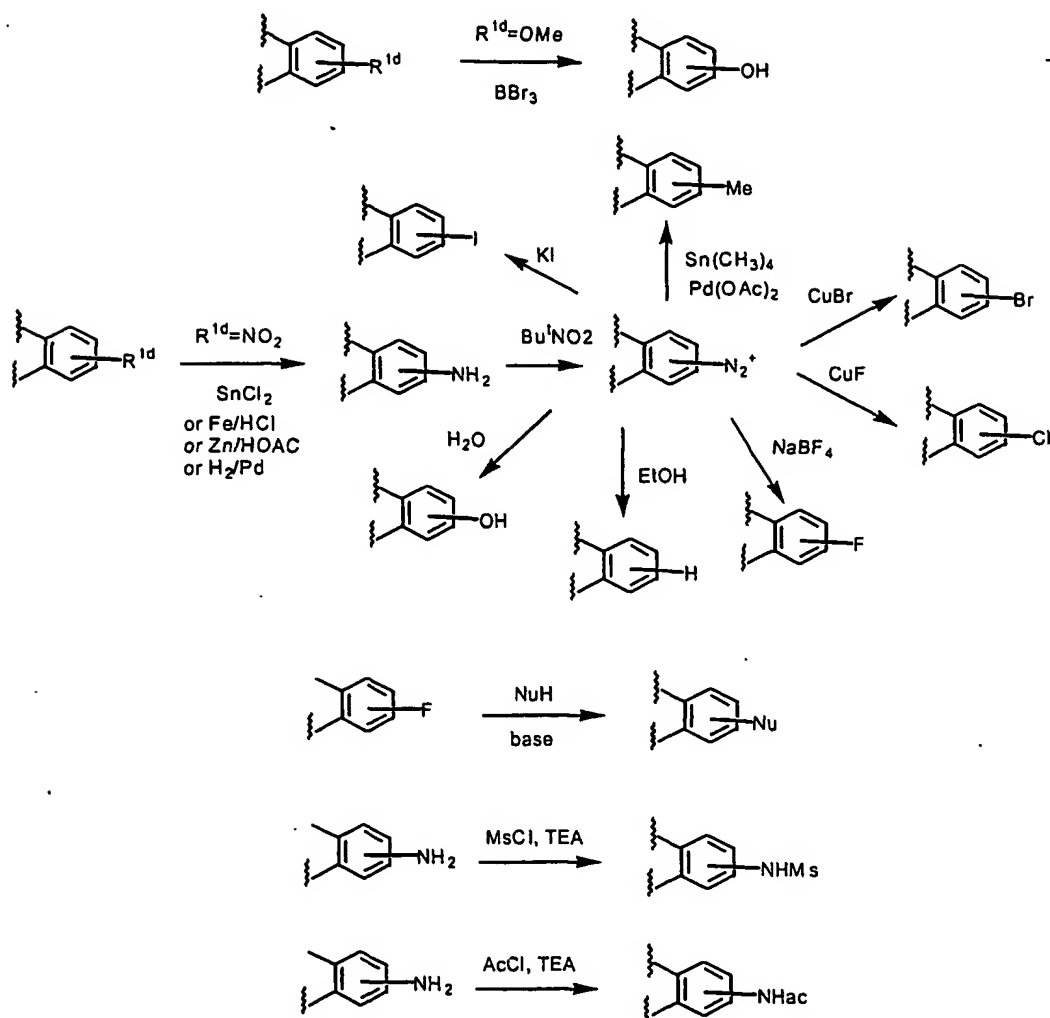 R1d
R1d=OMe
BBr3
OH
Me
I
KI
Sn(CH3)4
Pd(OAc)2
CuBr
Br
R1d
R1d=NO2
SnCl2
or Fe/HCl
or Zn/HOAC
or H2/Pd
NH2
ButNO2
N2+
CuF
Cl
H2O
OH
EtOH
H
NaBF4
F
F
NuH
base
Nu
NH2
MsCl, TEA
NHMs
NH2
AcCl, TEA
NHac